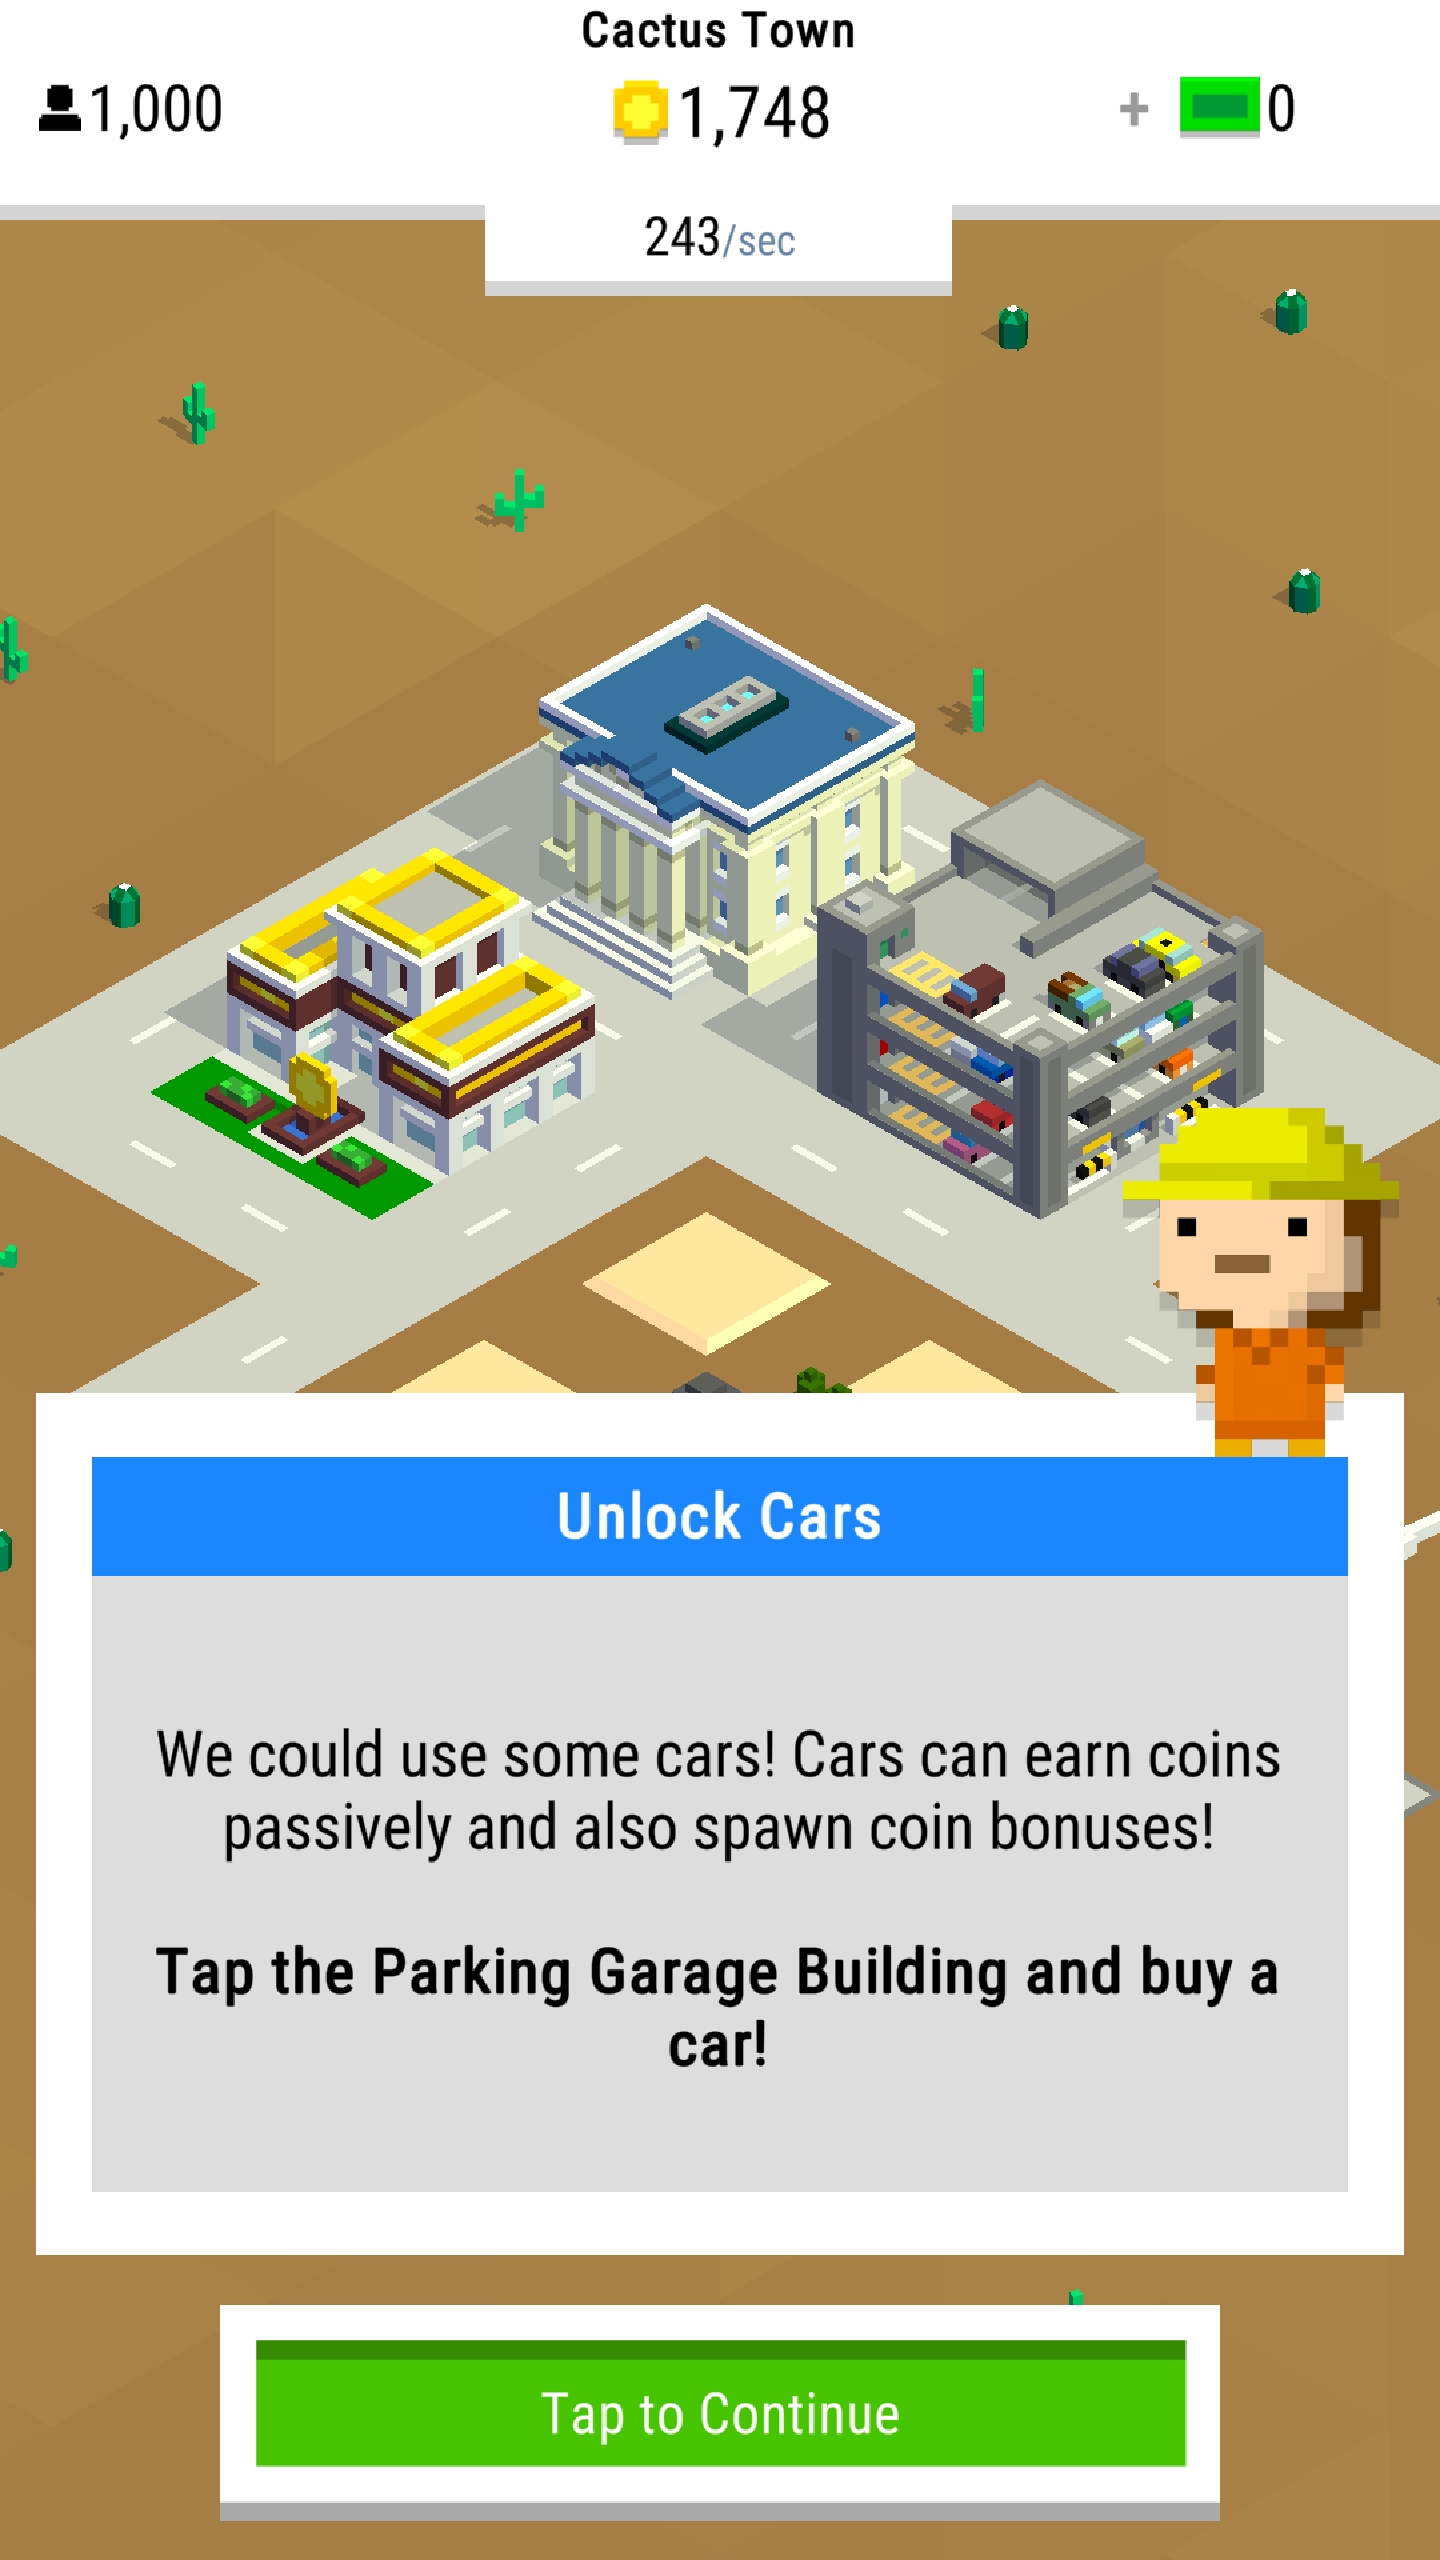 Cactus Town
1,000
1,748
+ 0
243/sec
Unlock Cars
We could use some cars! Cars can earn coins
passively and also spawn coin bonuses!
Tap the Parking Garage Building and buy a
car!
Tap to Continue